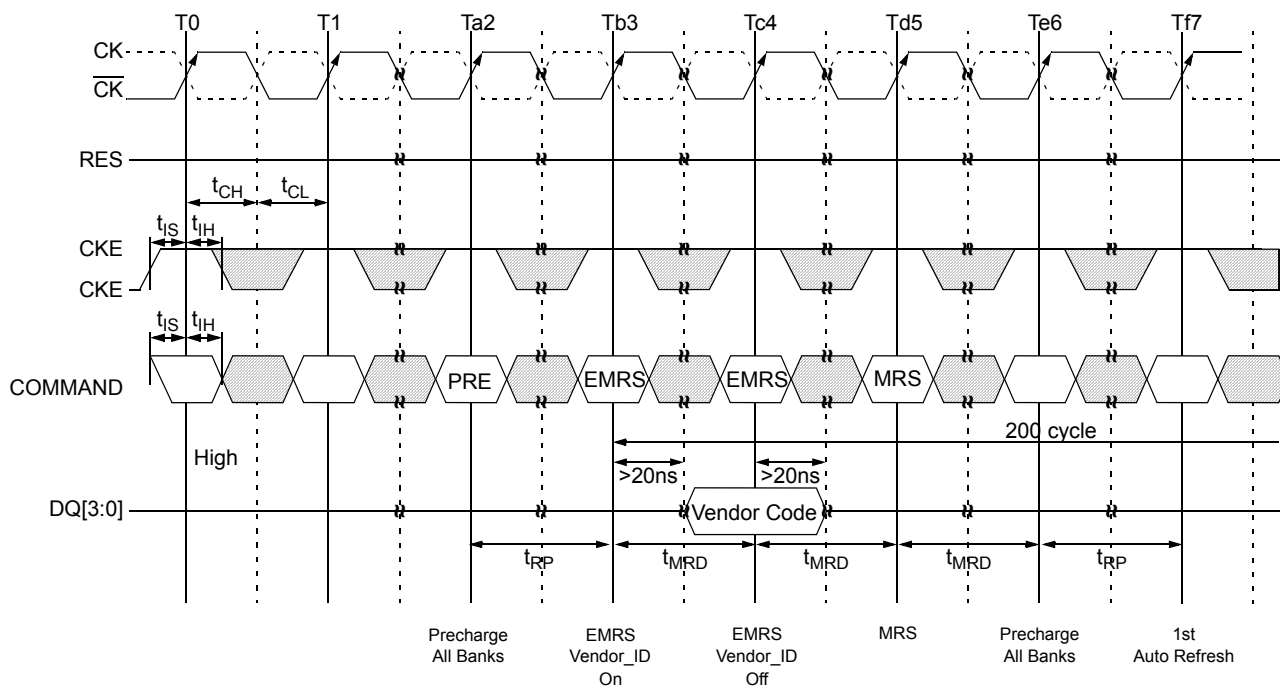 T0 T1 Ta2 Tb3 Tc4 Td5 Te6 Tf7
CK
CK
RES
tCH tCL
tIS tIH
CKE
CKE
tIS tIH
COMMAND PRE EMRS EMRS MRS
200 cycle
High
>20ns >20ns
DQ[3:0] Vendor Code
tRP tMRD tMRD tMRD tRP
Precharge All Banks
EMRS Vendor_ID On
EMRS Vendor_ID Off
MRS
Precharge All Banks
1st Auto Refresh